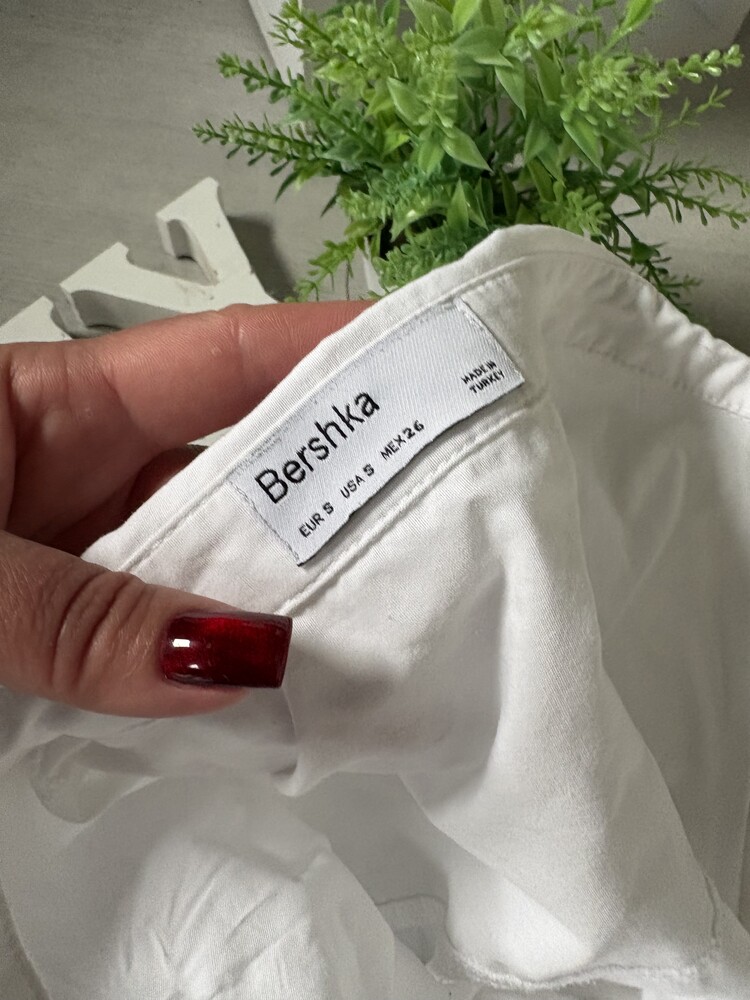 Bershka
EUR S USA S MEX 26
MADE IN
TURKEY